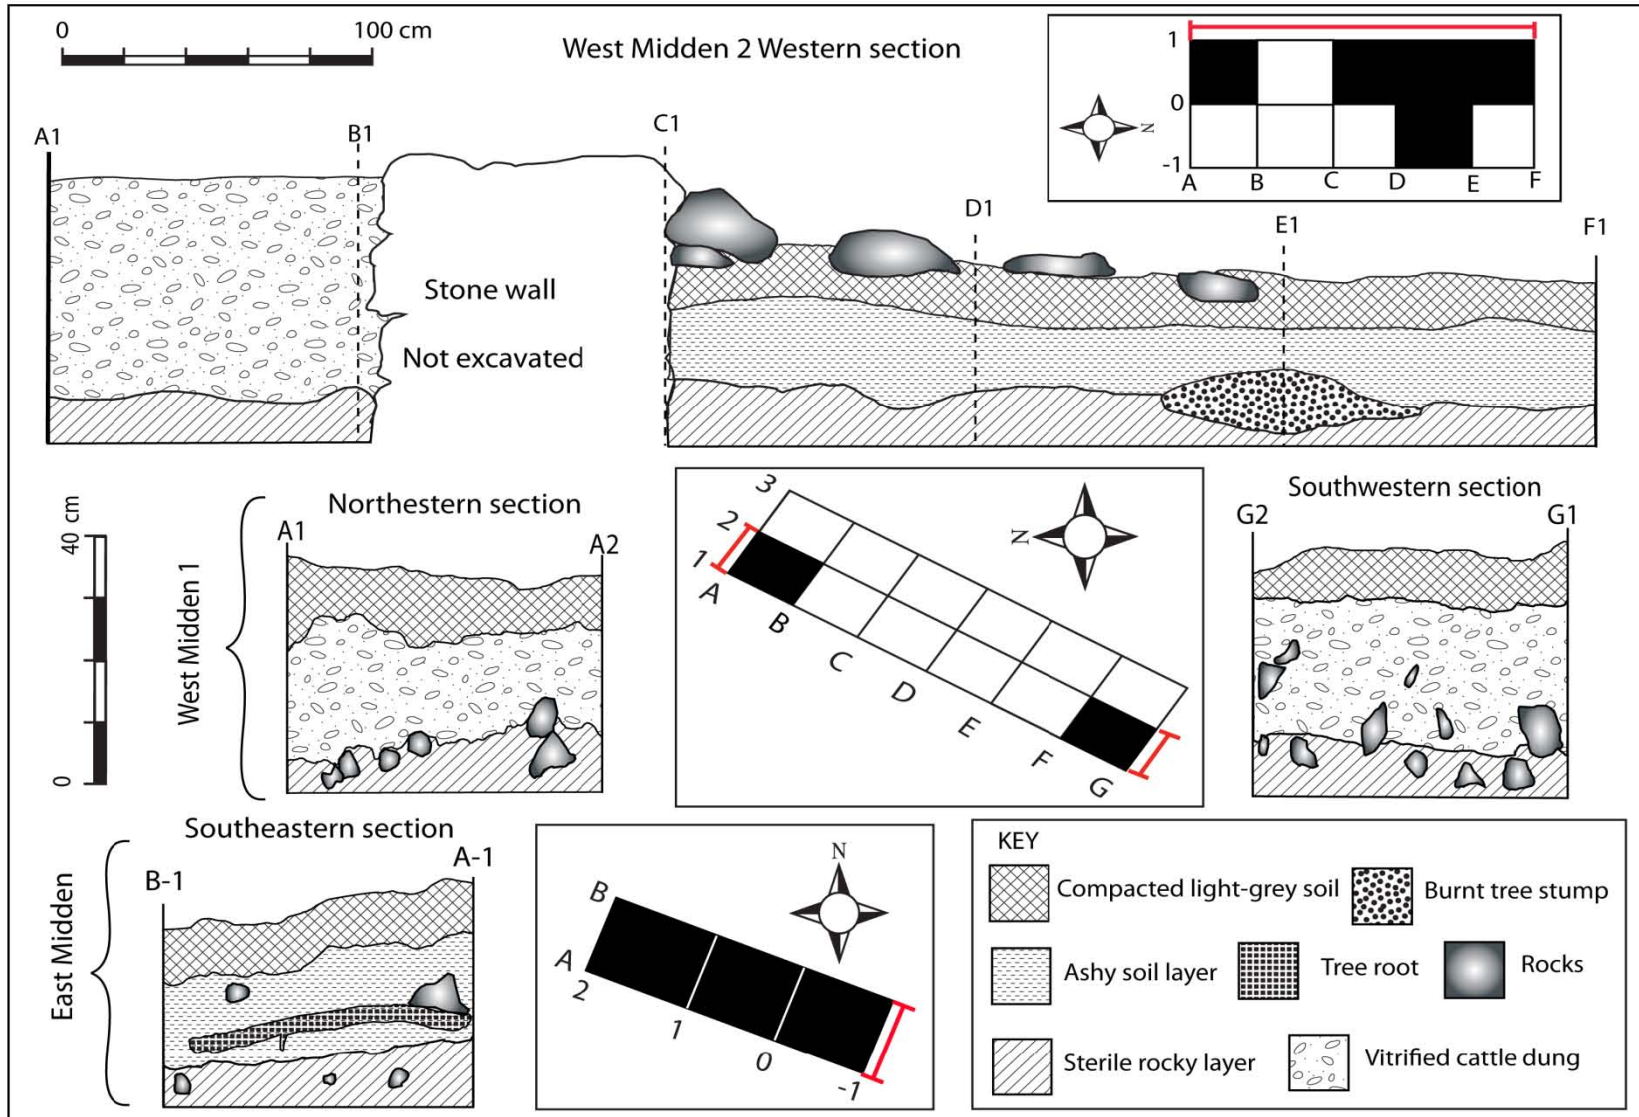 0 100 cm
West Midden 2 Western section
1
0
-1
A B C D E F
N
A1 B1 C1 D1 E1 F1
Stone wall
Not excavated
40 cm
0
West Midden 1
Northestern section
A1 A2
3
2
1
A
B
C
D
E
F
G
N
Southwestern section
G2 G1
East Midden
Southeastern section
B-1 A-1
B
A
2
1
0
-1
N
KEY
Compacted light-grey soil
Burnt tree stump
Ashy soil layer
Tree root
Rocks
Sterile rocky layer
Vitrified cattle dung